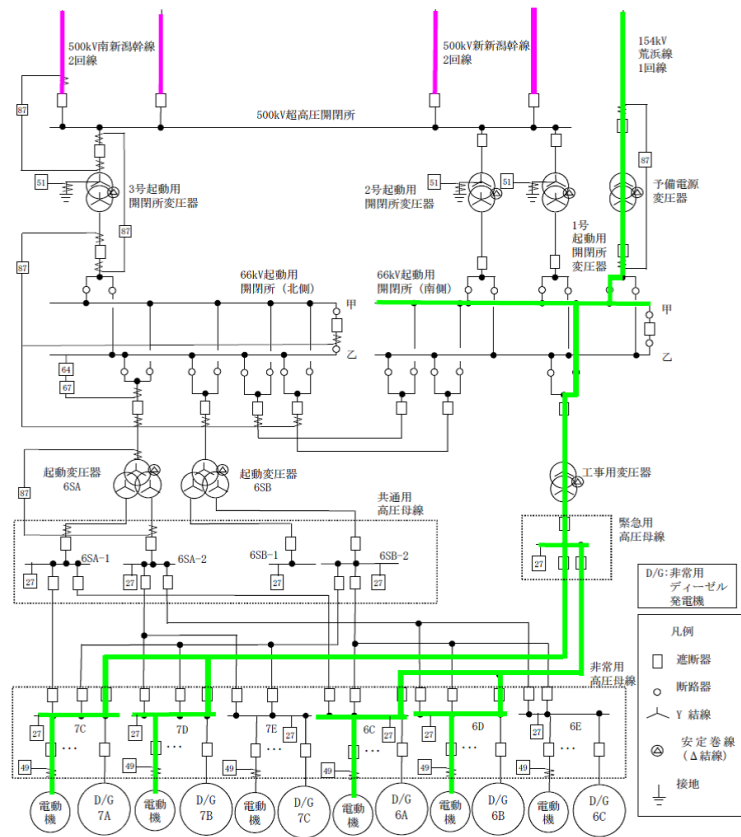 500kV南新潟幹線
2回線
500kV新新潟幹線
2回線
154kV
荒浜線
1回線
87
500kV超高圧開閉所
87
51
3号起動用
開閉所変圧器
87
51
2号起動用
開閉所変圧器
51
予備電源
変圧器
1号
起動用
開閉所
変圧器
87
66kV起動用
開閉所（北側）
甲
乙
66kV起動用
開閉所（南側）
甲
乙
64
67
起動変圧器
6SA
起動変圧器
6SB
工事用変圧器
87
共通用
高圧母線
緊急用
高圧母線
6SA-1
6SA-2
6SB-1
6SB-2
27
27
27
27
27
D/G：非常用
ディーゼル
発電機
凡例
遮断器
断路器
Y 結線
安定巻線
（Δ結線）
接地
非常用
高圧母線
7C
7D
7E
6C
6D
6E
27
27
27
27
27
27
…
…
…
…
…
…
49
49
49
49
49
49
電動機
D/G
7A
電動機
D/G
7B
電動機
D/G
7C
電動機
D/G
6A
電動機
D/G
6B
電動機
D/G
6C